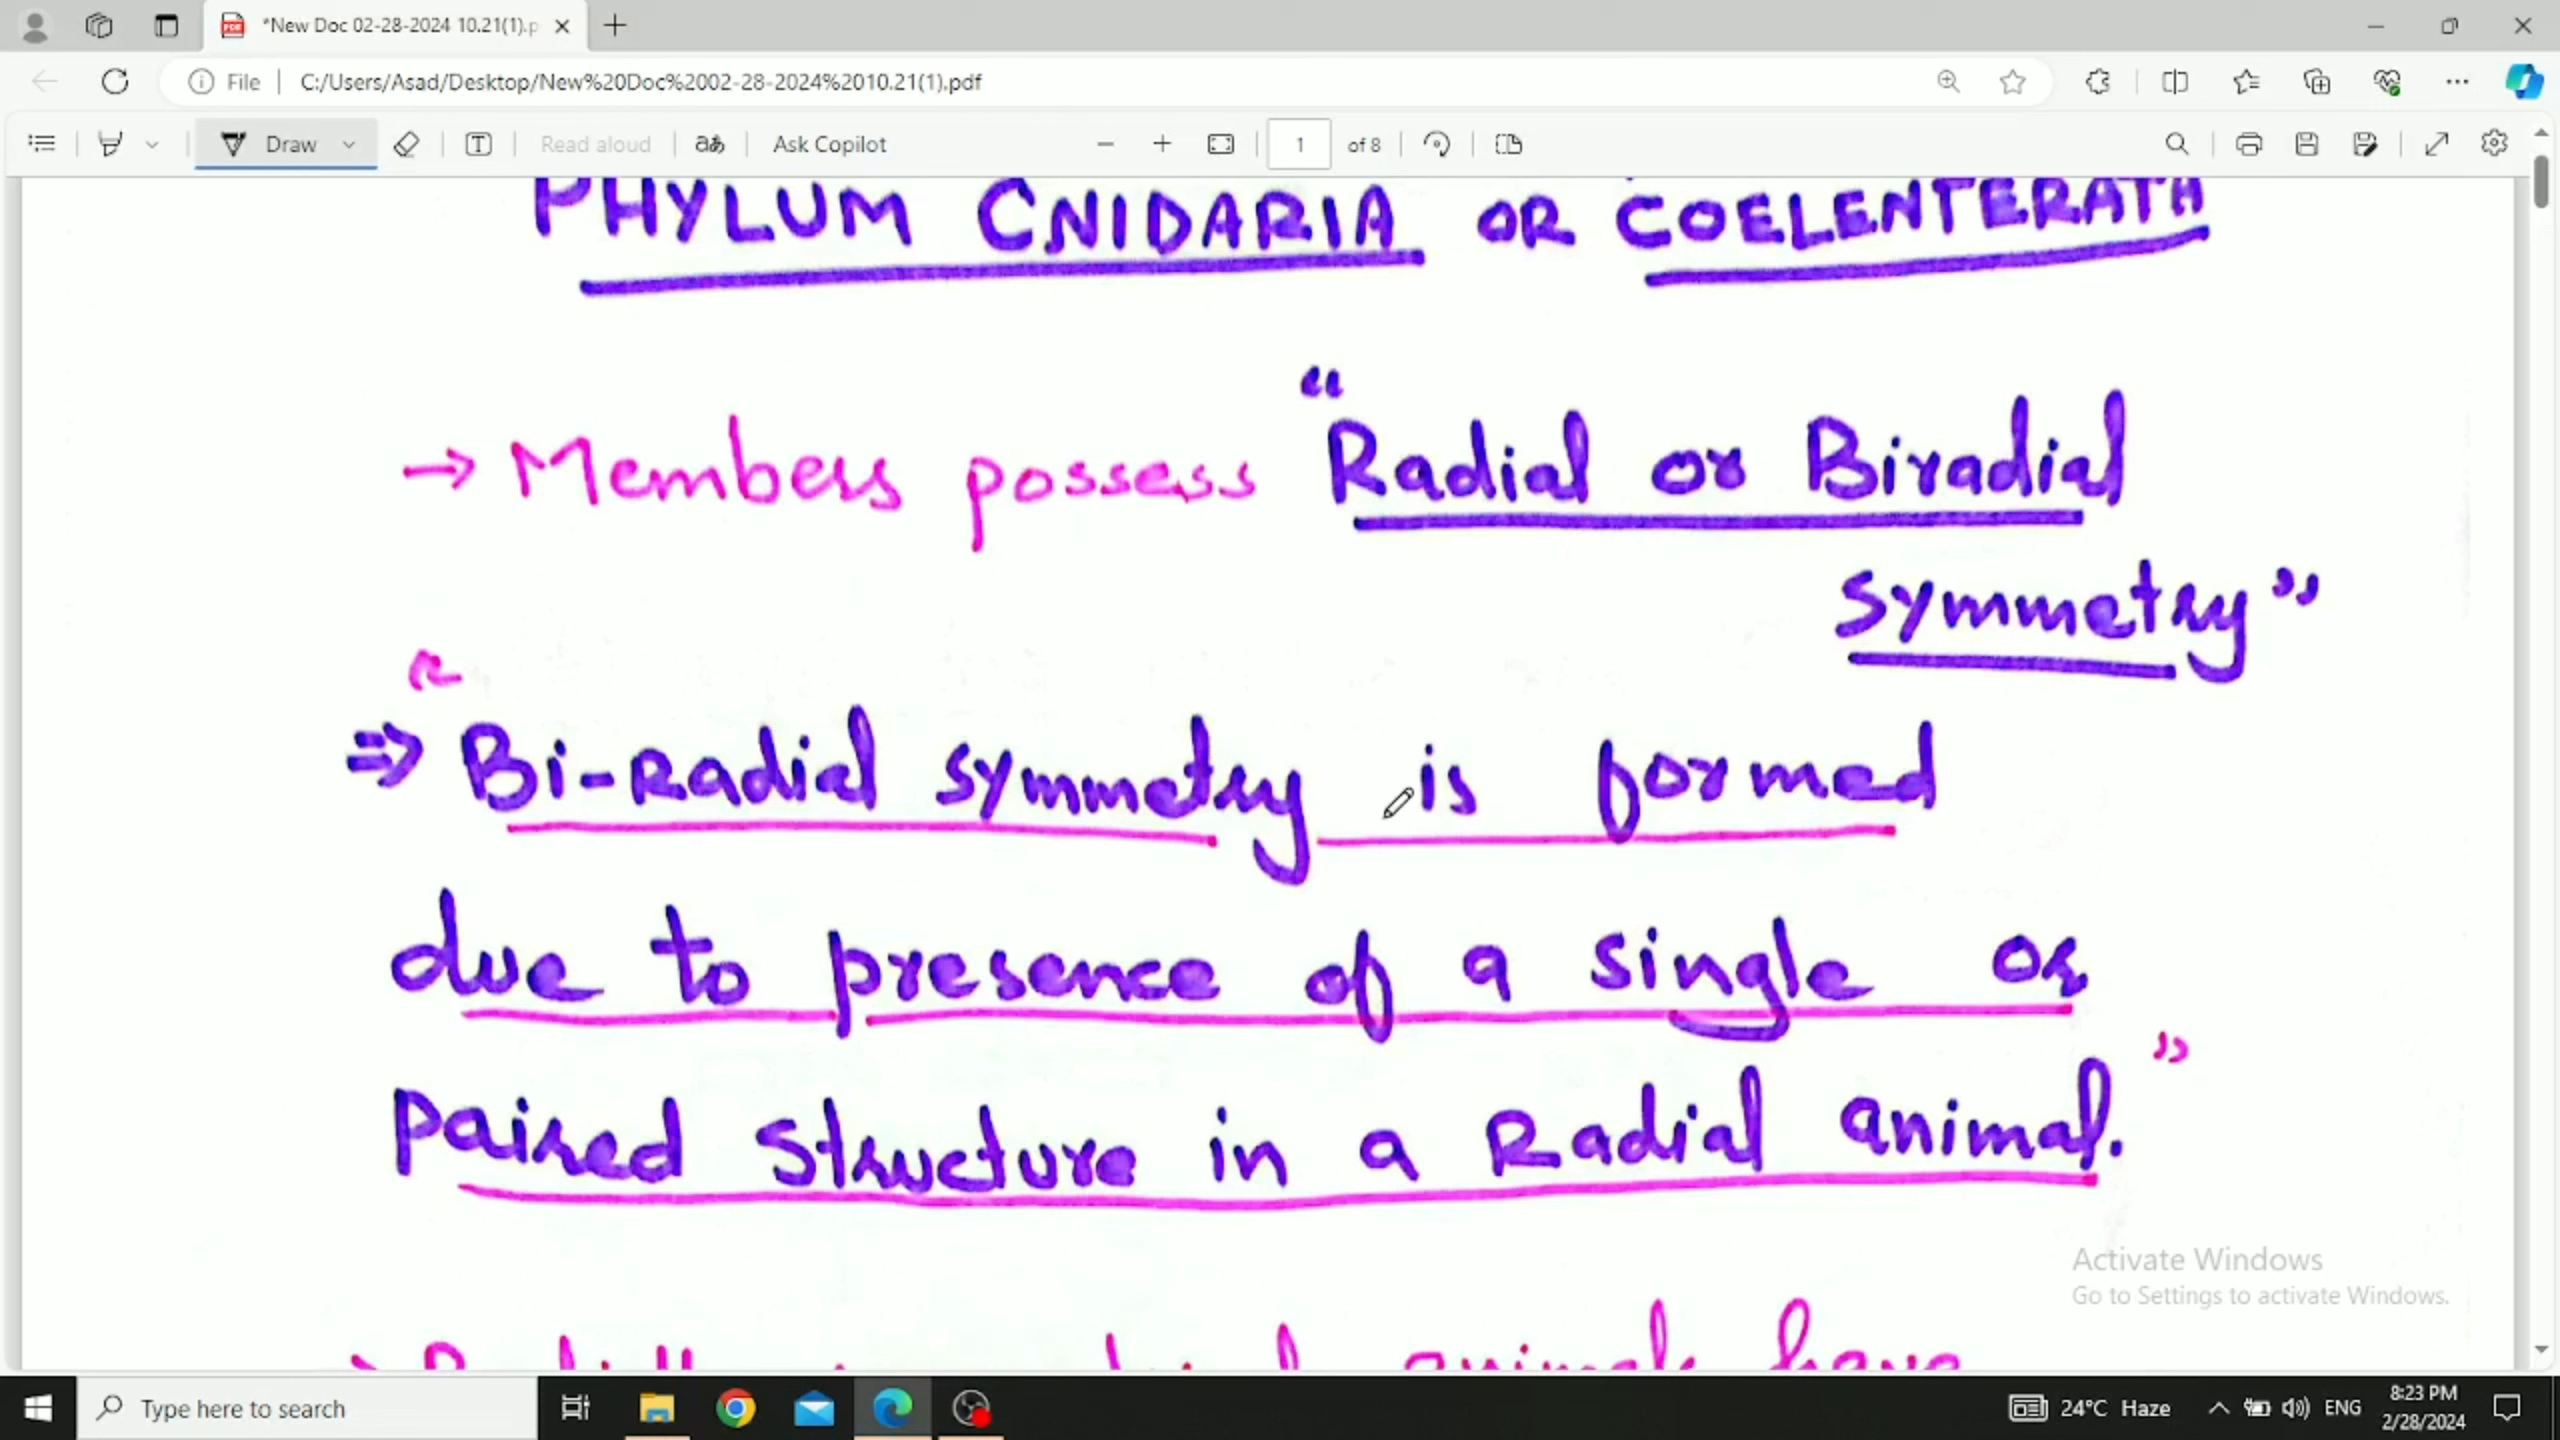 *New Doc 02-28-2024 10.21(1).p
File
C:/Users/Asad/Desktop/New%20Doc%2002-28-2024%2010.21(1).pdf
Draw
Read aloud
aあ
Ask Copilot
1 of 8
PHYLUM CNIDARIA OR COELENTERATA
→ Members possess "Radial or Biradial
symmetry"
⇒ "Bi-Radial symmetry is formed
due to presence of a single or
Paired structure in a Radial animal."
animals have
Activate Windows
Go to Settings to activate Windows.
Type here to search
24°C Haze
ENG
8:23 PM
2/28/2024